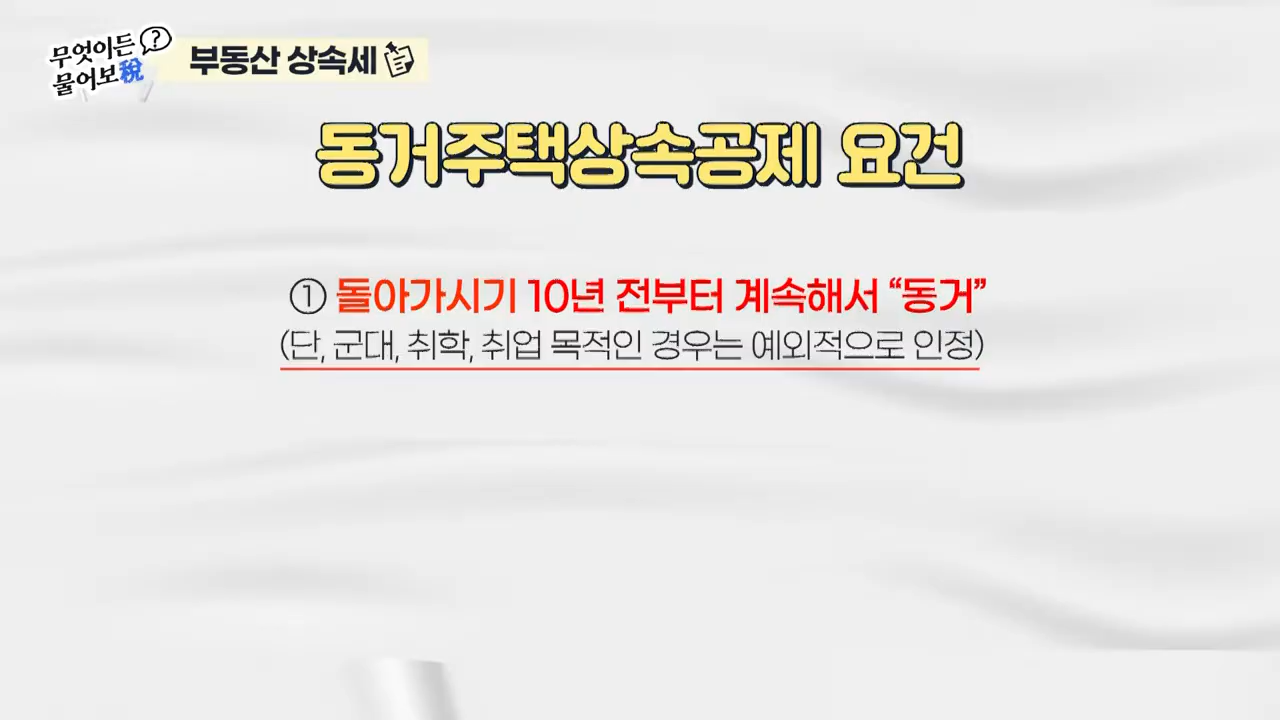 무엇이든
물어보稅
?
부동산 상속세
동거주택상속공제 요건
① 돌아가시기 10년 전부터 계속해서 “동거”
(단, 군대, 취학, 취업 목적인 경우는 예외적으로 인정)